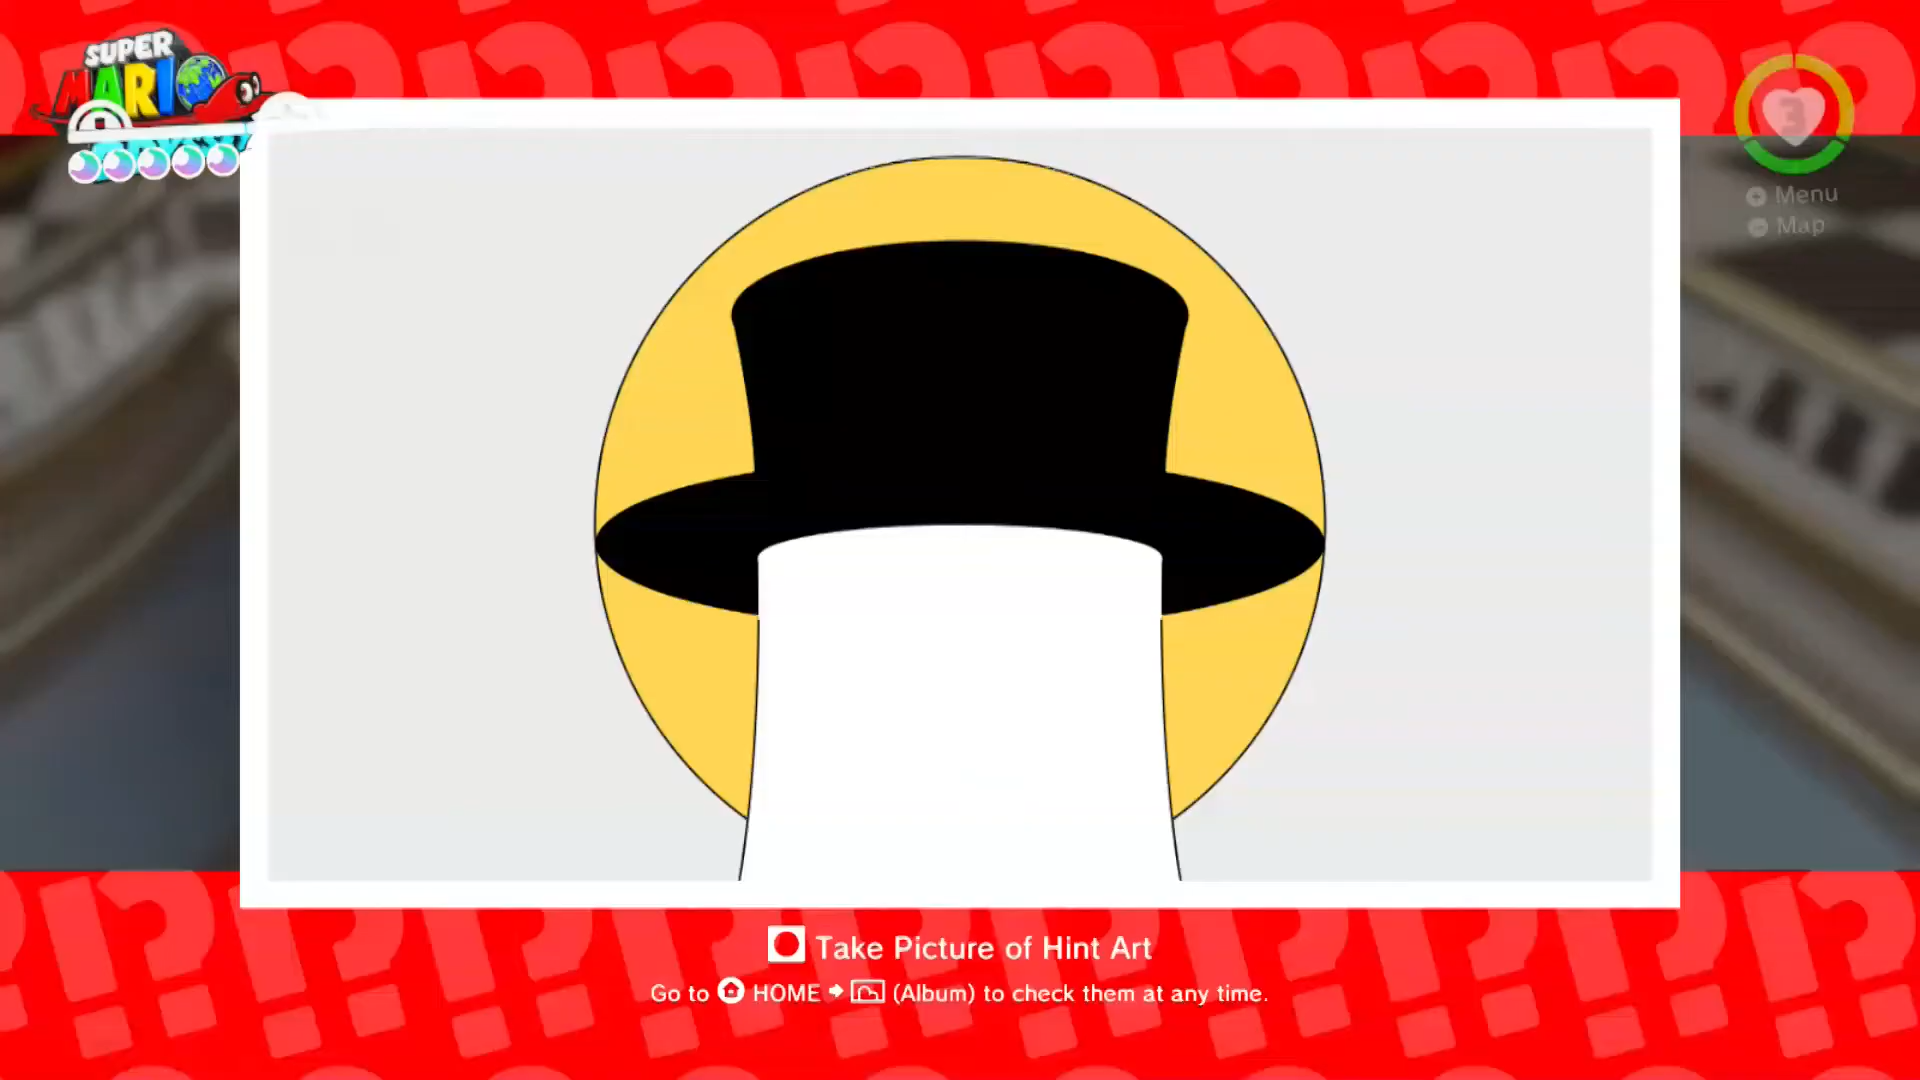 SUPER
MARIO
3
Menu
Map
Take Picture of Hint Art
Go to HOME → (Album) to check them at any time.